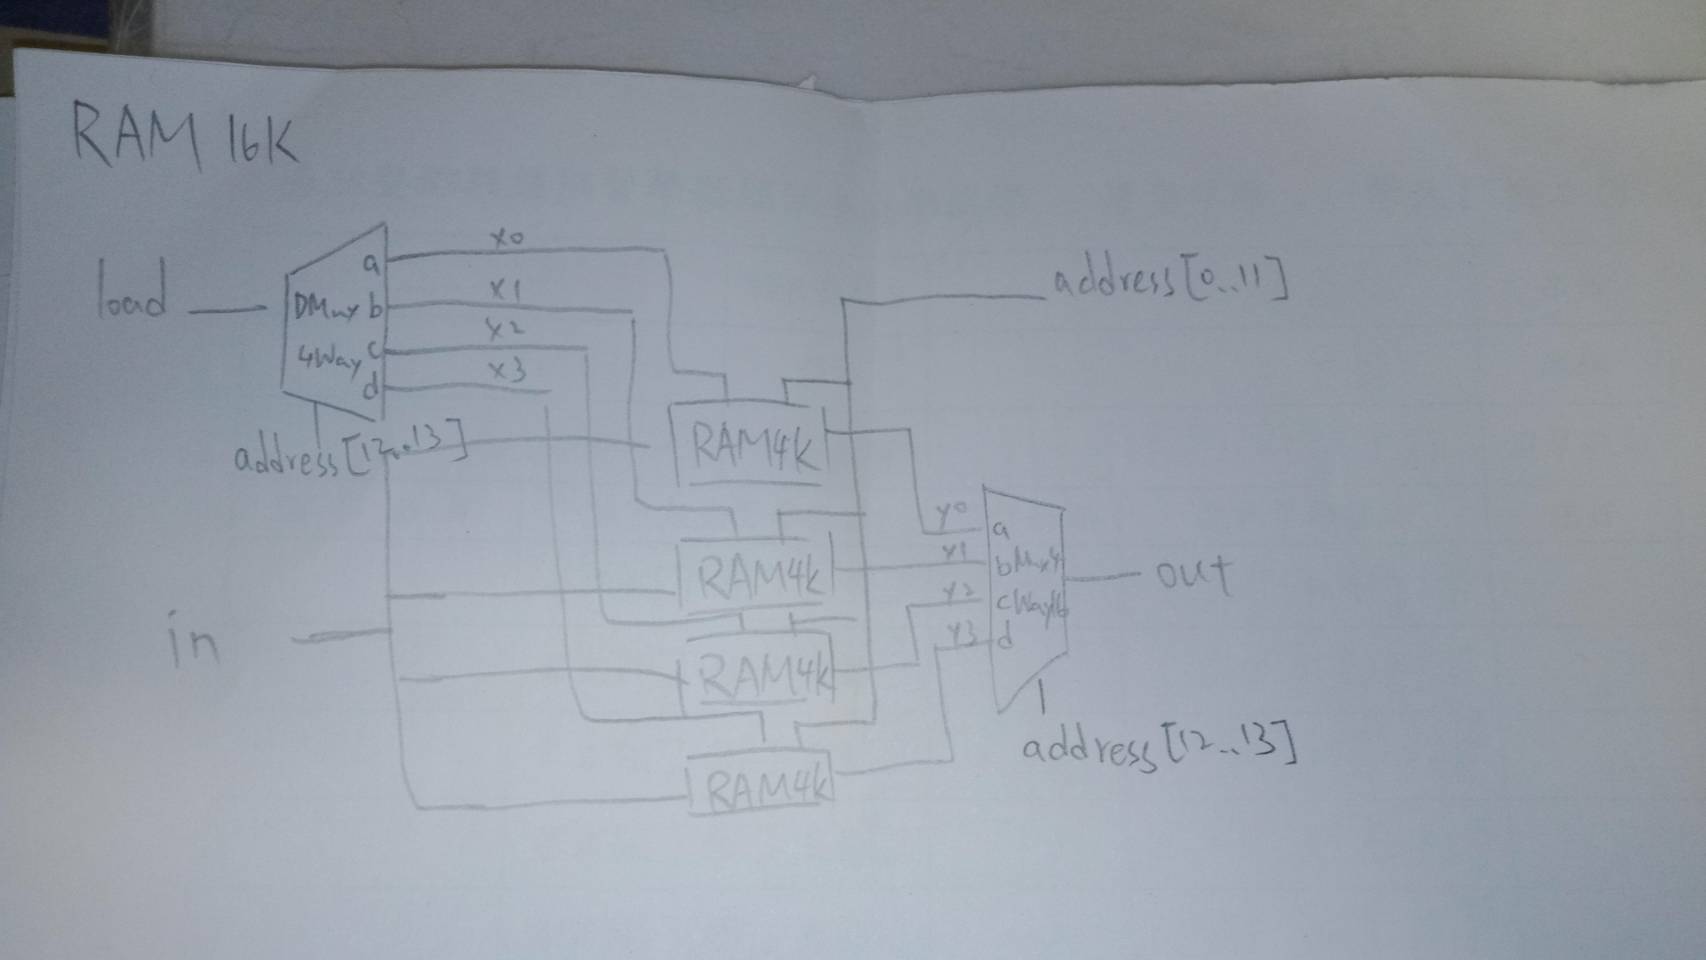 RAM 16K
load
DMux
4Way
a
b
c
d
x0
x1
x2
x3
address[12..13]
address[0..11]
RAM4k
RAM4k
RAM4k
RAM4k
in
y0
y1
y2
y3
a
b Mux4
c Way16
d
out
address[12..13]